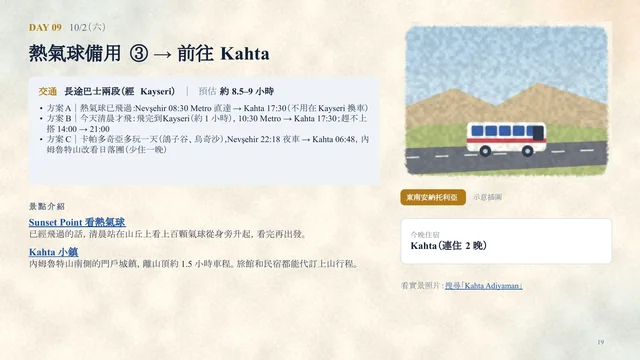 DAY 09 10/2(六)
熱氣球備用 ③ → 前往 Kahta
交通 長途巴士兩段(經 Kayseri) | 預估 約 8.5–9 小時
• 方案 A｜熱氣球已飛過:Nevşehir 08:30 Metro 直達 → Kahta 17:30(不用在 Kayseri 換車)
• 方案 B｜今天清晨才飛:飛完到Kayseri(約 1 小時), 10:30 Metro → Kahta 17:30;趕不上
搭 14:00 → 21:00
• 方案 C｜卡帕多奇亞多玩一天(鴿子谷、烏奇沙),Nevşehir 22:18 夜車 → Kahta 06:48, 內
姆魯特山改看日落團(少住一晚)
景點介紹
Sunset Point 看熱氣球
已經飛過的話, 清晨站在山丘上看上百顆氣球從身旁升起, 看完再出發。
Kahta 小鎮
內姆魯特山南側的門戶城鎮, 離山頂約 1.5 小時車程。旅館和民宿都能代訂上山行程。
東南安納托利亞
示意插圖
今晚住宿
Kahta(連住 2 晚)
看實景照片:搜尋「Kahta Adiyaman」
19